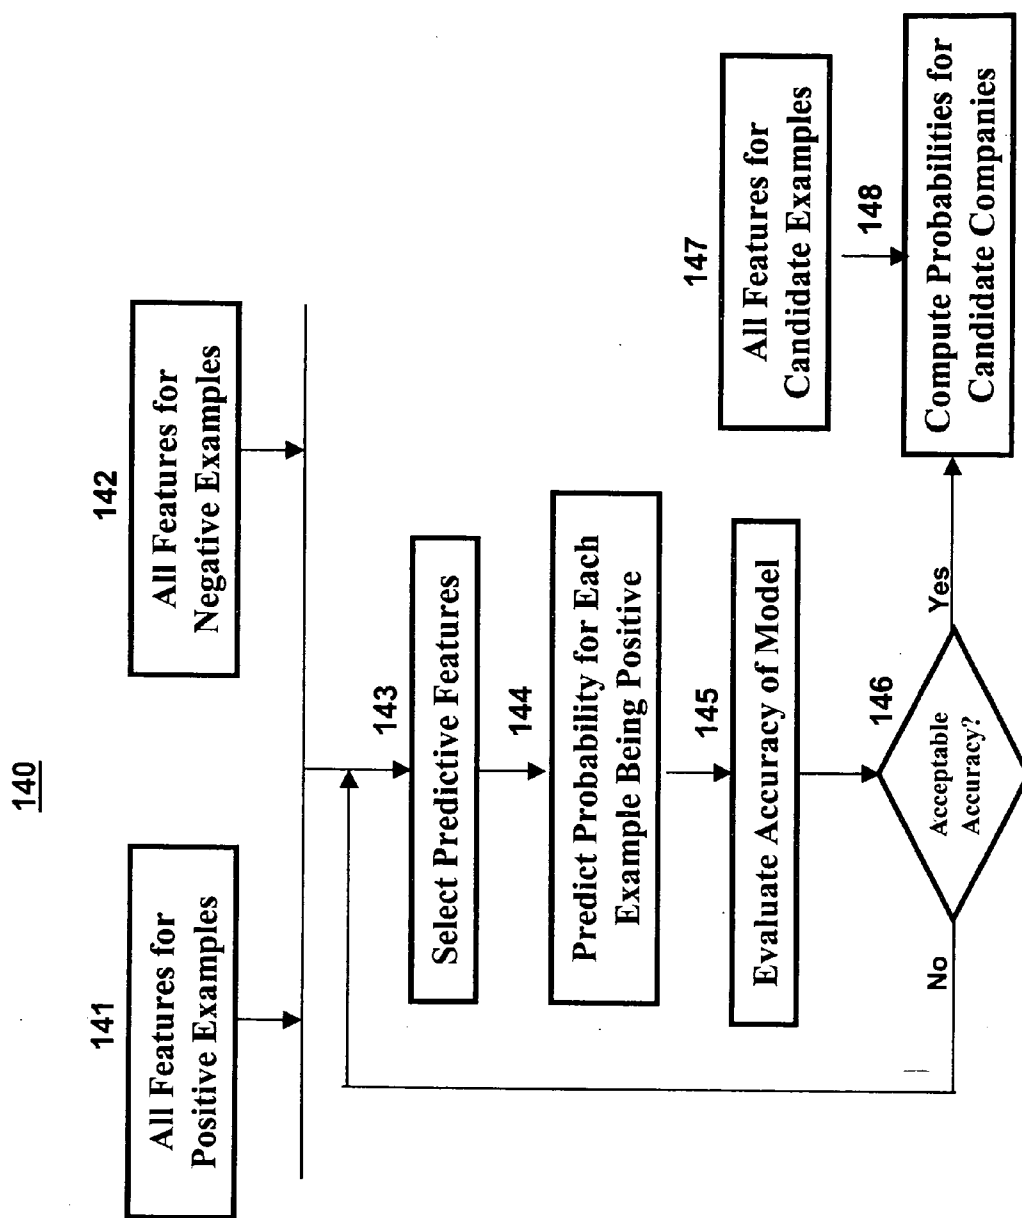 140
141
All Features for
Positive Examples
142
All Features for
Negative Examples
143
Select Predictive Features
144
Predict Probability for Each
Example Being Positive
145
Evaluate Accuracy of Model
146
Acceptable
Accuracy?
No
Yes
147
All Features for
Candidate Examples
148
Compute Probabilities for
Candidate Companies